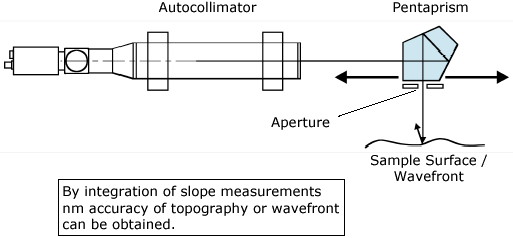 Autocollimator
Pentaprism
Aperture
Sample Surface /
Wavefront
By integration of slope measurements
nm accuracy of topography or wavefront
can be obtained.